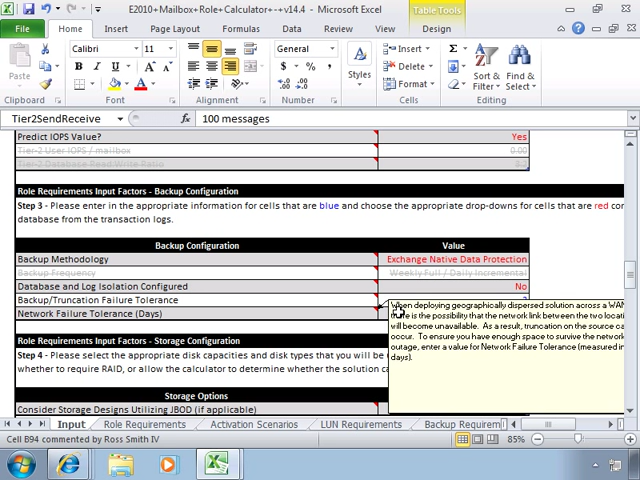 E2010+Mailbox+Role+Calculator+-+v14.4 - Microsoft Excel
Table Tools
File
Home
Insert
Page Layout
Formulas
Data
Review
View
Design
Paste
Calibri
11
General
Styles
Insert
Delete
Format
Sort & Filter
Find & Select
Clipboard
Font
Alignment
Number
Cells
Editing
Tier2SendReceive
fx
100 messages
Predict IOPS Value?
Yes
Tier-2 User IOPS / mailbox
0.00
Tier-2 Database Read:Write Ratio
Role Requirements Input Factors - Backup Configuration
Step 3 - Please enter in the appropriate information for cells that are blue and choose the appropriate drop-downs for cells that are red co
database from the transaction logs.
Backup Configuration
Value
Backup Methodology
Exchange Native Data Protection
Backup Frequency
Weekly Full / Daily Incremental
Database and Log Isolation Configured
No
Backup/Truncation Failure Tolerance
Network Failure Tolerance (Days)
When deploying geographically dispersed solution across a WAN
there is the possibility that the network link between the two locati
will become unavailable. As a result, truncation on the source ca
occur. To ensure you have enough space to survive the network
outage, enter a value for Network Failure Tolerance (measured in
days).
Role Requirements Input Factors - Storage Configuration
Step 4 - Please select the appropriate disk capacities and disk types that you will be
whether to require RAID, or allow the calculator to determine whether the solution ca
Storage Options
Consider Storage Designs Utilizing JBOD (if applicable)
Input
Role Requirements
Activation Scenarios
LUN Requirements
Backup Requirem
Cell B94 commented by Ross Smith IV
85%